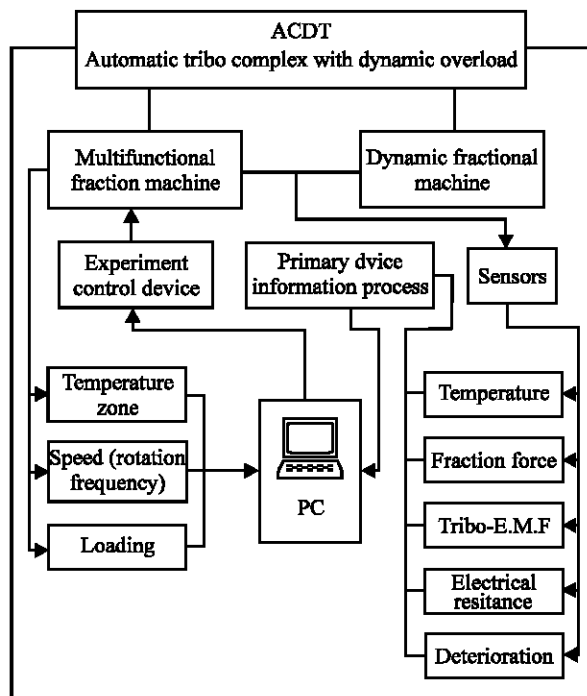 ACDT
Automatic tribo complex with dynamic overload
Multifunctional
fraction machine
Dynamic fractional
machine
Experiment
control device
Primary dvice
information process
Sensors
Temperature
zone
Speed (rotation
frequency)
Loading
PC
Temperature
Fraction force
Tribo-E.M.F
Electrical
resitance
Deterioration